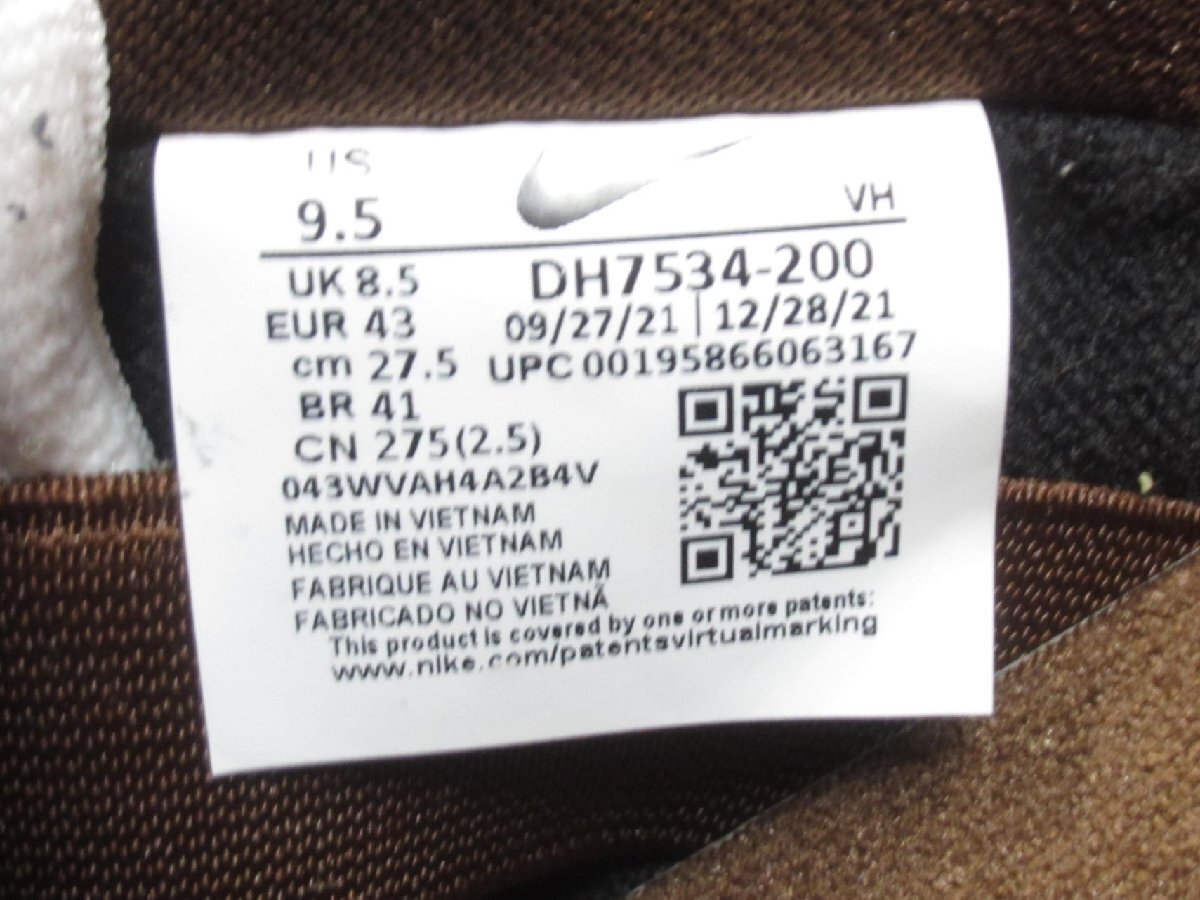 US
9.5
VH
UK 8.5
DH7534-200
EUR 43
09/27/21 | 12/28/21
cm 27.5
UPC 00195866063167
BR 41
CN 275(2.5)
043WVAH4A2B4V
MADE IN VIETNAM
HECHO EN VIETNAM
FABRIQUE AU VIETNAM
FABRICADO NO VIETNÃ
This product is covered by one or more patents:
www.nike.com/patentsvirtualmarking